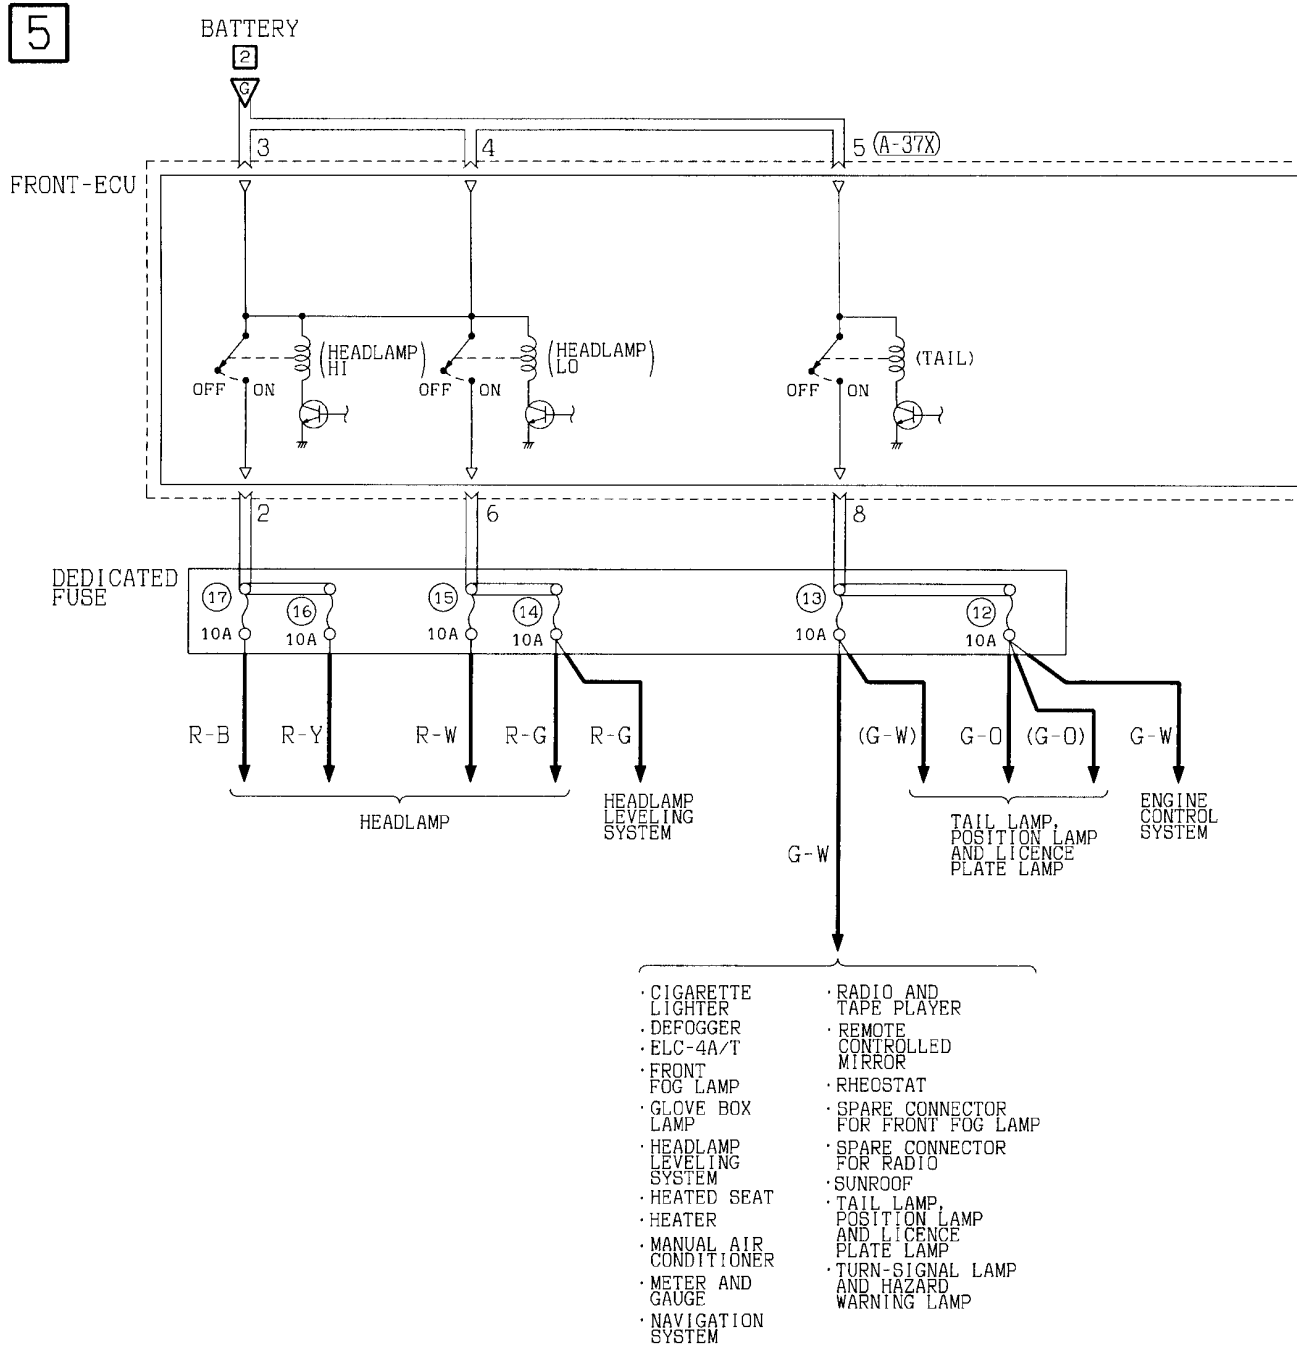 5
BATTERY
2
G
3
4
5 (A-37X)
FRONT-ECU
(HEADLAMP HI)
(HEADLAMP LO)
(TAIL)
OFF ON
OFF ON
OFF ON
2
6
8
DEDICATED
FUSE
17
16
15
14
13
12
10A
10A
10A
10A
10A
10A
R-B
R-Y
R-W
R-G
R-G
(G-W)
G-O
(G-O)
G-W
HEADLAMP
HEADLAMP
LEVELING
SYSTEM
TAIL LAMP,
POSITION LAMP
AND LICENCE
PLATE LAMP
ENGINE
CONTROL
SYSTEM
G-W
· CIGARETTE
LIGHTER
· DEFOGGER
· ELC-4A/T
· FRONT
FOG LAMP
· GLOVE BOX
LAMP
· HEADLAMP
LEVELING
SYSTEM
· HEATED SEAT
· HEATER
· MANUAL AIR
CONDITIONER
· METER AND
GAUGE
· NAVIGATION
SYSTEM
· RADIO AND
TAPE PLAYER
· REMOTE
CONTROLLED
MIRROR
· RHEOSTAT
· SPARE CONNECTOR
FOR FRONT FOG LAMP
· SPARE CONNECTOR
FOR RADIO
· SUNROOF
· TAIL LAMP,
POSITION LAMP
AND LICENCE
PLATE LAMP
· TURN-SIGNAL LAMP
AND HAZARD
WARNING LAMP